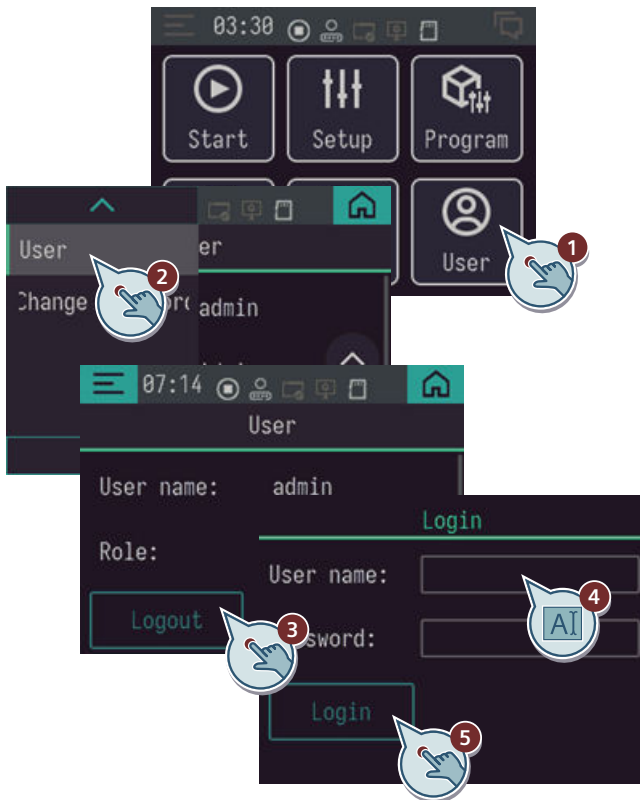 03:30
Start Setup Program
User
1
User
er
2
Change
admin
07:14
User
User name: admin
Role:
Logout
3
Login
User name:
4
AI
sword:
Login
5